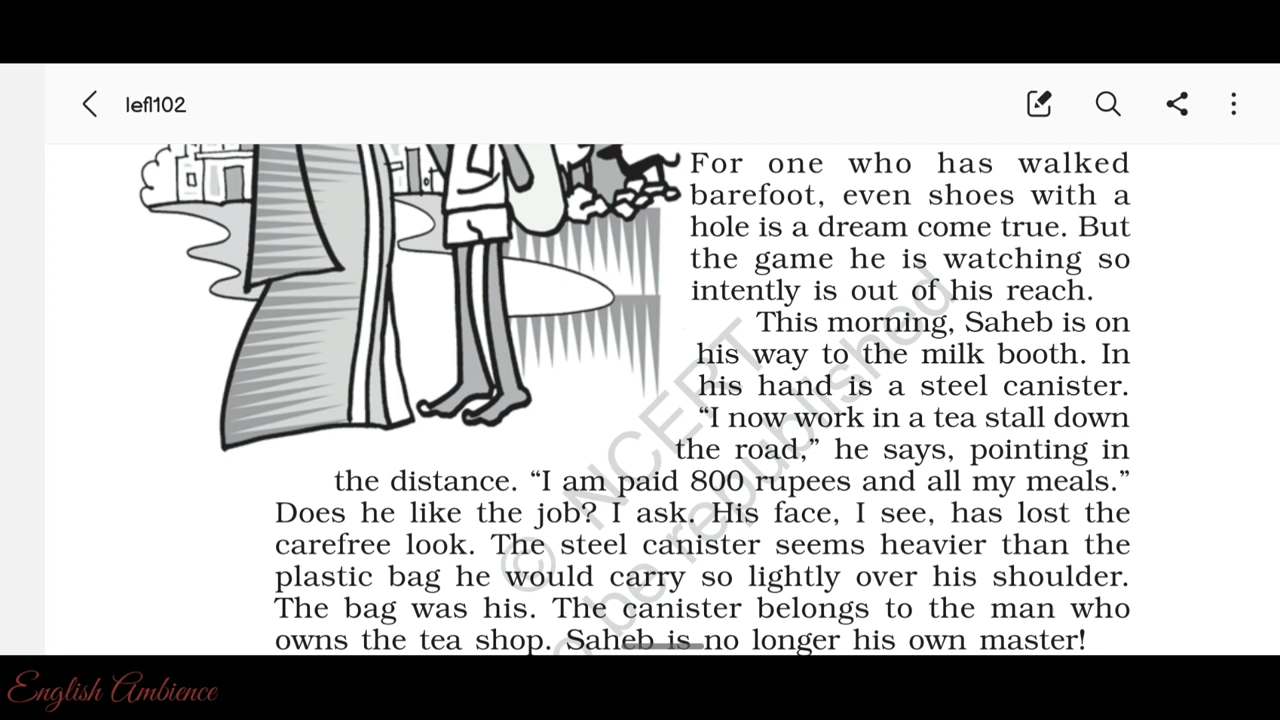 lefl102
For one who has walked
barefoot, even shoes with a
hole is a dream come true. But
the game he is watching so
intently is out of his reach.
This morning, Saheb is on
his way to the milk booth. In
his hand is a steel canister.
“I now work in a tea stall down
the road,” he says, pointing in
the distance. “I am paid 800 rupees and all my meals.”
Does he like the job? I ask. His face, I see, has lost the
carefree look. The steel canister seems heavier than the
plastic bag he would carry so lightly over his shoulder.
The bag was his. The canister belongs to the man who
owns the tea shop. Saheb is no longer his own master!
© NCERT
be republished
English Ambience